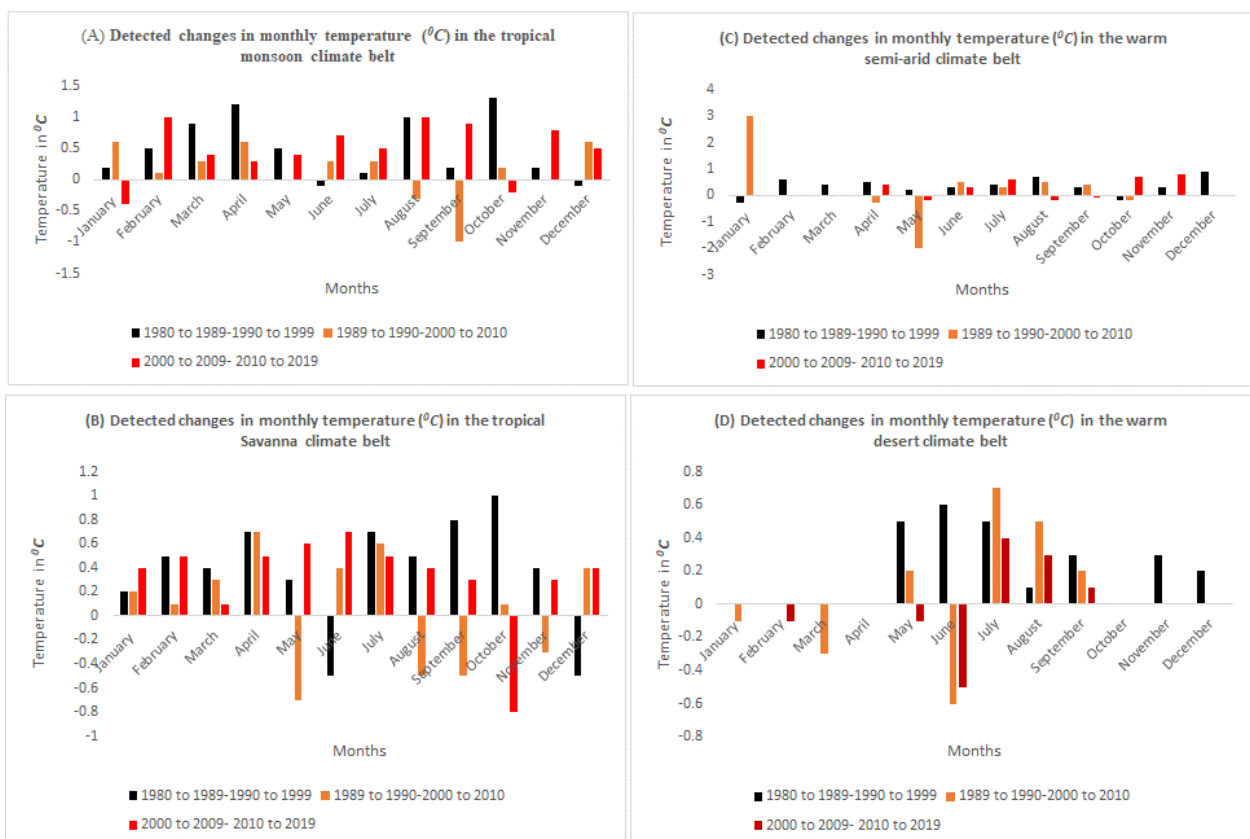 (A) Detected changes in monthly temperature (⁰C) in the tropical
monsoon climate belt
1.5
1
0.5
0
-0.5
-1
-1.5
Temperature in ⁰C
January
February
March
April
May
June
July
August
September
October
November
December
Months
1980 to 1989-1990 to 1999
1989 to 1990-2000 to 2010
2000 to 2009- 2010 to 2019
(C) Detected changes in monthly temperature (⁰C) in the warm
semi-arid climate belt
4
3
2
1
0
-1
-2
-3
Temperature in ⁰C
January
February
March
April
May
June
July
August
September
October
November
December
Months
1980 to 1989-1990 to 1999
1989 to 1990-2000 to 2010
2000 to 2009- 2010 to 2019
(B) Detected changes in monthly temperature (⁰C) in the tropical
Savanna climate belt
1.2
1
0.8
0.6
0.4
0.2
0
-0.2
-0.4
-0.6
-0.8
-1
Temperature in ⁰C
January
February
March
April
May
June
July
August
September
October
November
December
Months
1980 to 1989-1990 to 1999
1989 to 1990-2000 to 2010
2000 to 2009- 2010 to 2019
(D) Detected changes in monthly temperature (⁰C) in the warm
desert climate belt
0.8
0.6
0.4
0.2
0
-0.2
-0.4
-0.6
-0.8
Temperature in ⁰C
January
February
March
April
May
June
July
August
September
October
November
December
Months
1980 to 1989-1990 to 1999
1989 to 1990-2000 to 2010
2000 to 2009- 2010 to 2019